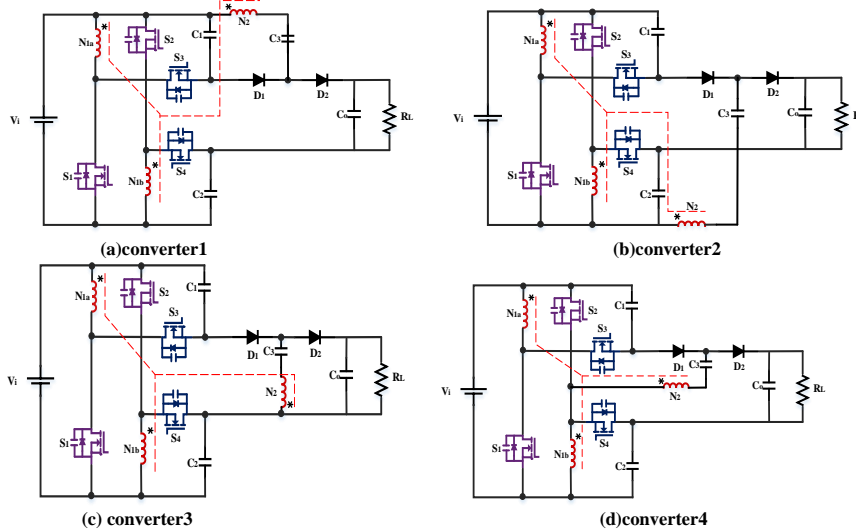 * N2
N1a * S2 C1 C3
S3
D1 D2
Vi Co RL
*
S1 N1b S4 C2
(a)converter1
N1a * S2 C1
S3
D1 D2
Vi C3 Co
*
S1 N1b S4 C2
* N2
(b)converter2
N1a * S2 C1
S3
D1 C3 D2
Vi Co RL
N2 *
S1 N1b * S4 C2
(c) converter3
N1a * S2 C1
S3
D1 C3 D2
Vi * N2 Co RL
S1 N1b * S4 C2
(d)converter4